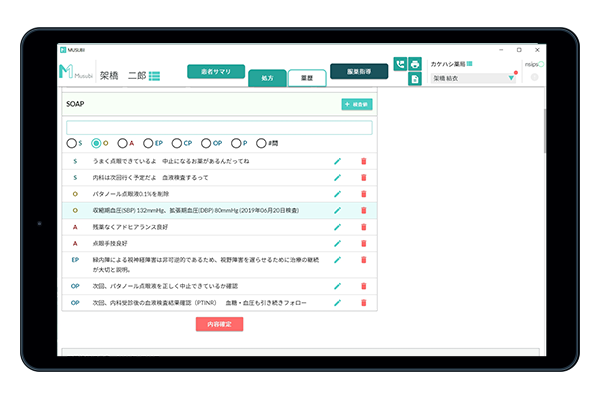 MUSUBI
Musubi
架橋 二郎
患者サマリ
処方
薬歴
服薬指導
カケハシ薬局
架橋 結衣
nsips
SOAP
+ 検査値
S O A EP CP OP P #問
S うまく点眼できているよ 中止になるお薬があるんだってね
S 内科は次回行く予定だよ 血液検査するって
O パタノール点眼液0.1%を削除
O 収縮期血圧(SBP) 132mmHg、拡張期血圧(DBP) 80mmHg (2019年06月20日検査)
A 残薬なくアドヒアランス良好
A 点眼手技良好
EP 緑内障による視神経障害は非可逆的であるため、視野障害を遅らせるために治療の継続
が大切と説明。
OP 次回、パタノール点眼液を正しく中止できているか確認
OP 次回、内科受診後の血液検査結果確認（PTINR） 血糖・血圧も引き続きフォロー
内容確定